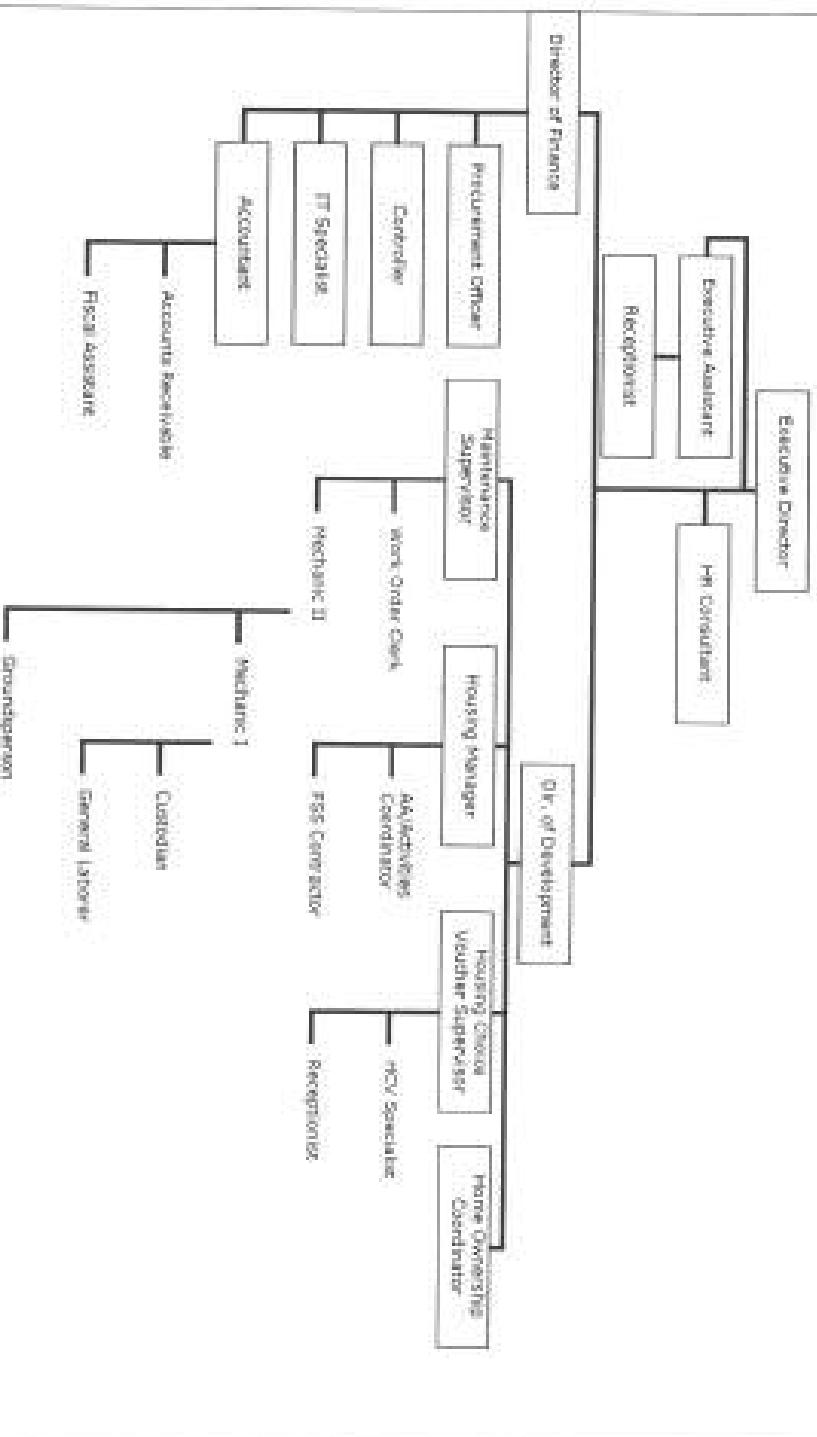 Executive Director
Executive Assistant
HR Consultant
Receptionist
Director of Finance
Dir. of Development
Procurement Officer
Controller
IT Specialist
Accountant
Accounts Receivable
Fiscal Assistant
Maintenance
Supervisor
Work Order Clerk
Mechanic II
Mechanic I
Custodian
General Laborer
Groundsperson
Housing Manager
AA/Activities
Coordinator
FSS Contractor
Housing Choice
Voucher Supervisor
HCV Specialist
Receptionist
Home Ownership
Coordinator